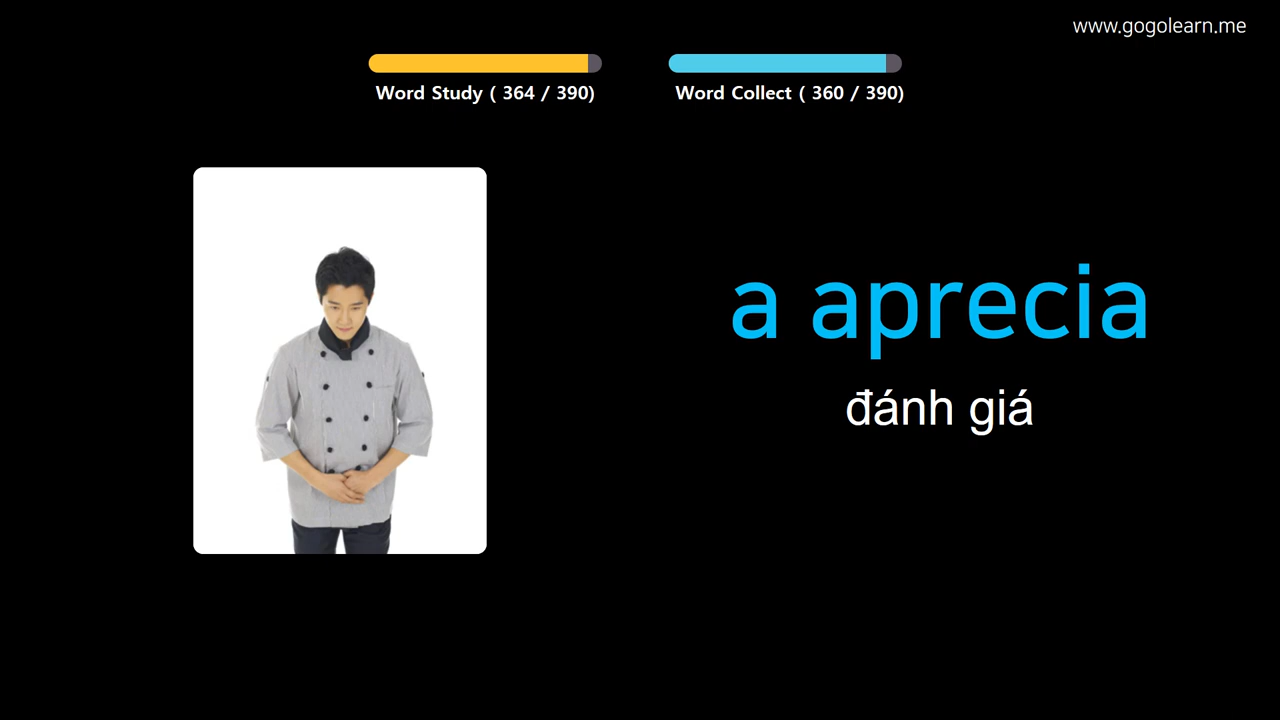 www.gogolearn.me
Word Study ( 364 / 390)
Word Collect ( 360 / 390)
a aprecia
đánh giá